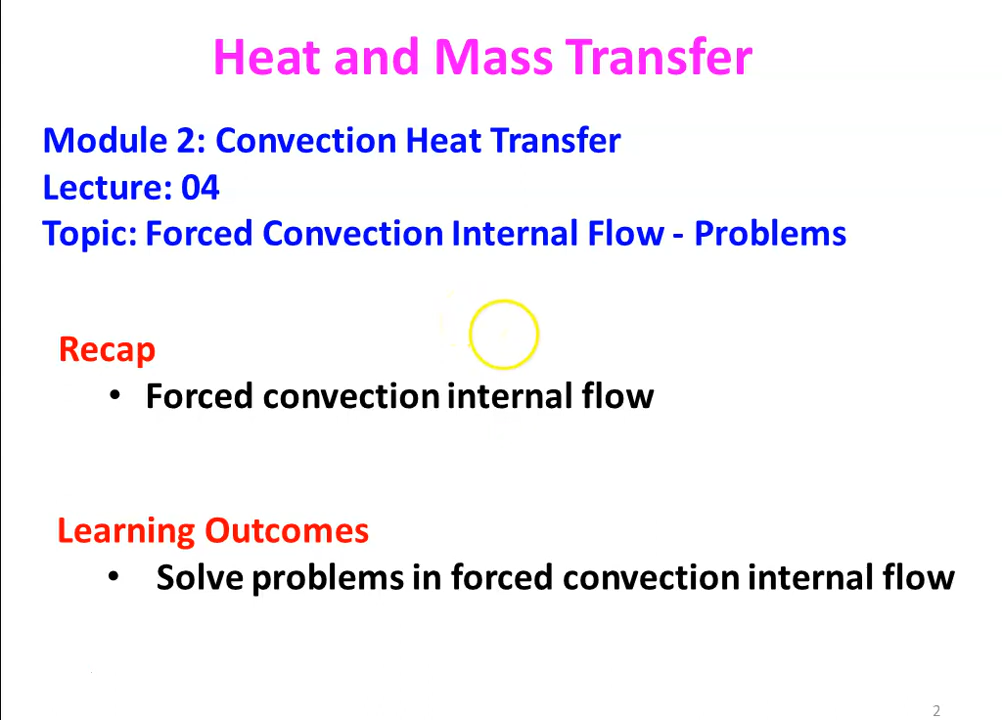 Heat and Mass Transfer
Module 2: Convection Heat Transfer
Lecture: 04
Topic: Forced Convection Internal Flow - Problems
Recap
• Forced convection internal flow
Learning Outcomes
• Solve problems in forced convection internal flow
2